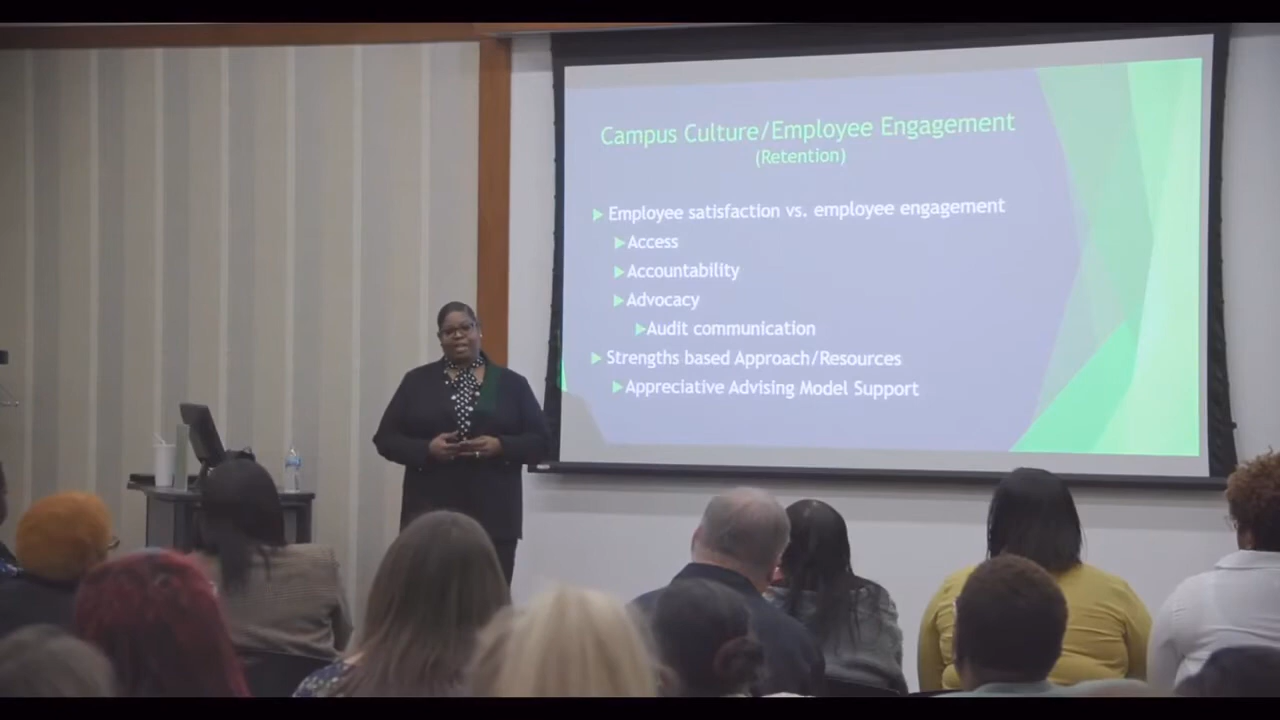 Campus Culture/Employee Engagement
(Retention)
Employee satisfaction vs. employee engagement
Access
Accountability
Advocacy
Audit communication
Strengths based Approach/Resources
Appreciative Advising Model Support